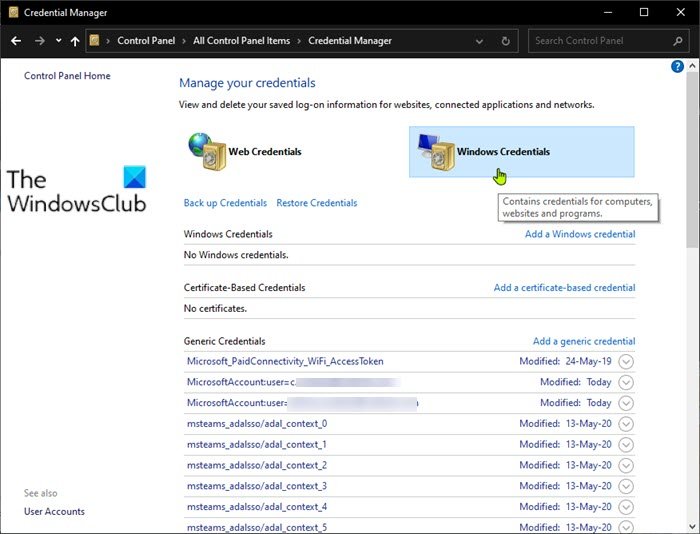 Credential Manager
Control Panel > All Control Panel Items > Credential Manager
Search Control Panel
Control Panel Home
Manage your credentials
View and delete your saved log-on information for websites, connected applications and networks.
Web Credentials
Windows Credentials
The
WindowsClub
Contains credentials for computers,
websites and programs.
Back up Credentials Restore Credentials
Windows Credentials Add a Windows credential
No Windows credentials.
Certificate-Based Credentials Add a certificate-based credential
No certificates.
Generic Credentials Add a generic credential
Microsoft_PaidConnectivity_WiFi_AccessToken Modified: 24-May-19
MicrosoftAccount:user=c. Modified: Today
MicrosoftAccount:user= Modified: Today
msteams_adalsso/adal_context_0 Modified: 13-May-20
msteams_adalsso/adal_context_1 Modified: 13-May-20
msteams_adalsso/adal_context_2 Modified: 13-May-20
msteams_adalsso/adal_context_3 Modified: 13-May-20
msteams_adalsso/adal_context_4 Modified: 13-May-20
msteams_adalsso/adal_context_5 Modified: 13-May-20
See also
User Accounts